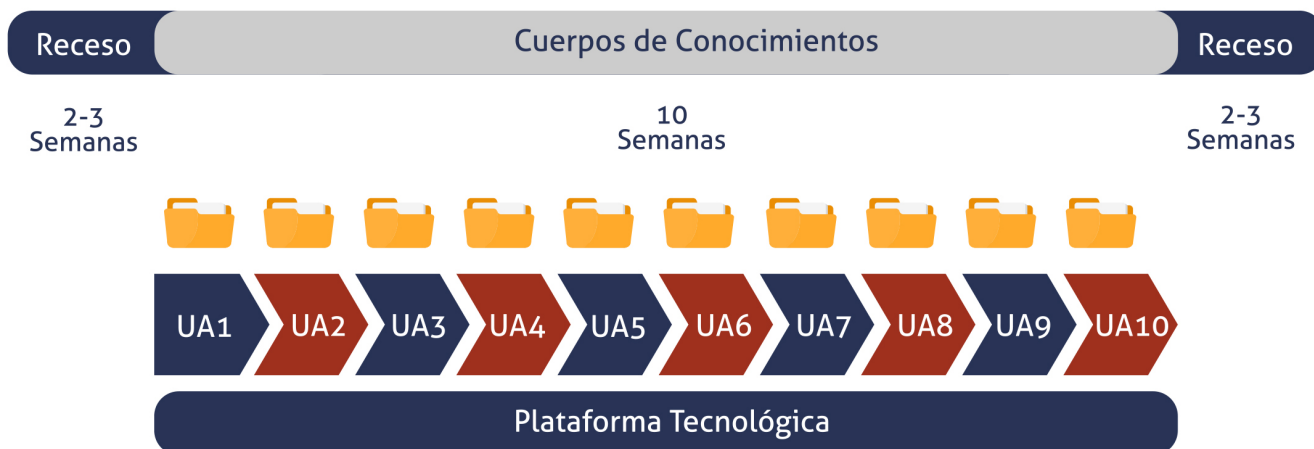 Receso
Cuerpos de Conocimientos
Receso
2-3
Semanas
10
Semanas
2-3
Semanas
UA1
UA2
UA3
UA4
UA5
UA6
UA7
UA8
UA9
UA10
Plataforma Tecnológica